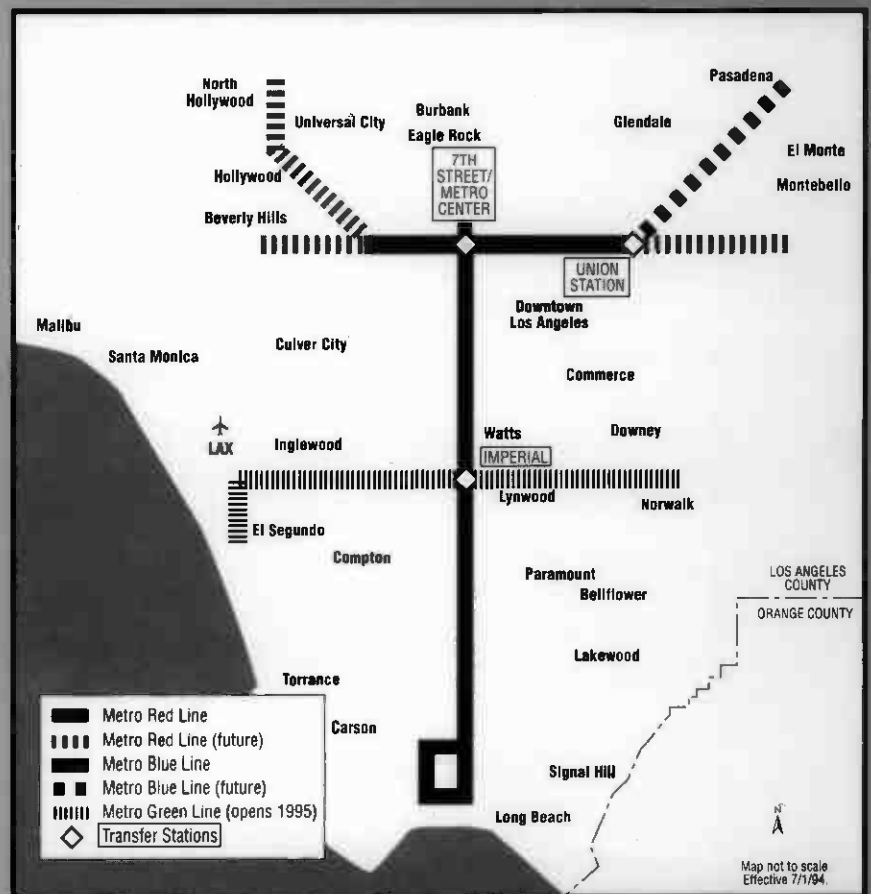 Pasadena
North
Hollywood
Universal City
Burbank
Eagle Rock
Glendale
El Monte
Montebello
Hollywood
7TH
STREET/
METRO
CENTER
Beverly Hills
UNION
STATION
Downtown
Los Angeles
Malibu
Santa Monica
Culver City
Commerce
LAX
Inglewood
Watts
Downey
IMPERIAL
Lynwood
Norwalk
El Segundo
Compton
Paramount
Bellflower
LOS ANGELES
COUNTY
ORANGE COUNTY
Lakewood
Torrance
Carson
Signal Hill
Long Beach
Metro Red Line
Metro Red Line (future)
Metro Blue Line
Metro Blue Line (future)
Metro Green Line (opens 1995)
Transfer Stations
N
Map not to scale
Effective 7/1/94.